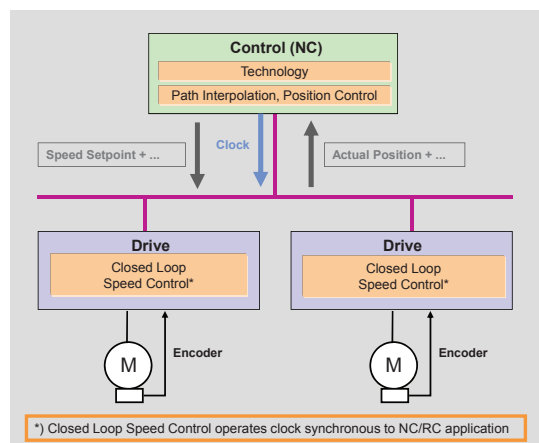 Control (NC)
Technology
Path Interpolation, Position Control
Speed Setpoint + ...
Clock
Actual Position + ...
Drive
Closed Loop
Speed Control*
Drive
Closed Loop
Speed Control*
M
Encoder
M
Encoder
*) Closed Loop Speed Control operates clock synchronous to NC/RC application